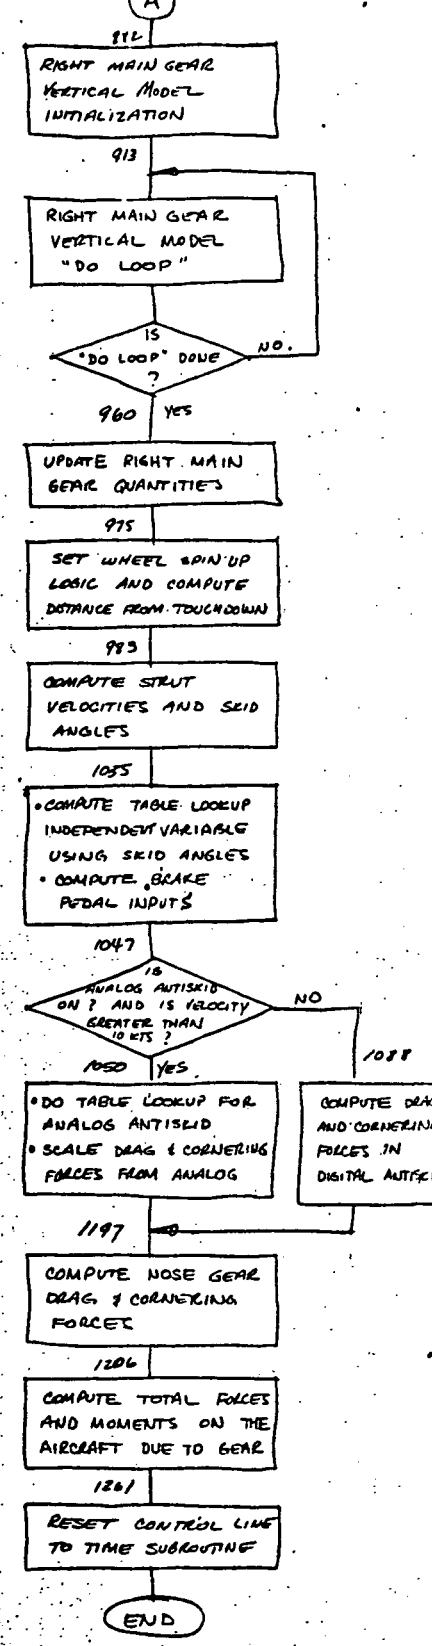 A
RIGHT MAIN GEAR
VERTICAL MODEL
INITIALIZATION
913
RIGHT MAIN GEAR
VERTICAL MODEL
"DO LOOP"
IS
"DO LOOP" DONE
?
NO.
960 YES
UPDATE RIGHT MAIN
GEAR QUANTITIES
975
SET WHEEL SPIN UP
LOGIC AND COMPUTE
DISTANCE FROM TOUCHDOWN
COMPUTE STRUT
VELOCITIES AND SKID
ANGLES
1035
• COMPUTE TABLE LOOKUP
INDEPENDENT VARIABLE
USING SKID ANGLES
• COMPUTE BRAKE
PEDAL INPUTS
1047
IS
ANALOG ANTISKID
ON? AND IS VELOCITY
GREATER THAN
10 KTS ?
NO
1050 YES
1088
• DO TABLE LOOKUP FOR
ANALOG ANTISKID
• SCALE DRAG & CORNERING
FORCES FROM ANALOG
COMPUTE DRAG
AND CORNERIN
FORCES IN
DIGITAL ANTISK
1197
COMPUTE NOSE GEAR
DRAG & CORNERING
FORCES
1206
COMPUTE TOTAL FORCES
AND MOMENTS ON THE
AIRCRAFT DUE TO GEAR
1261
RESET CONTROL LINE
TO TIME SUBROUTINE
END